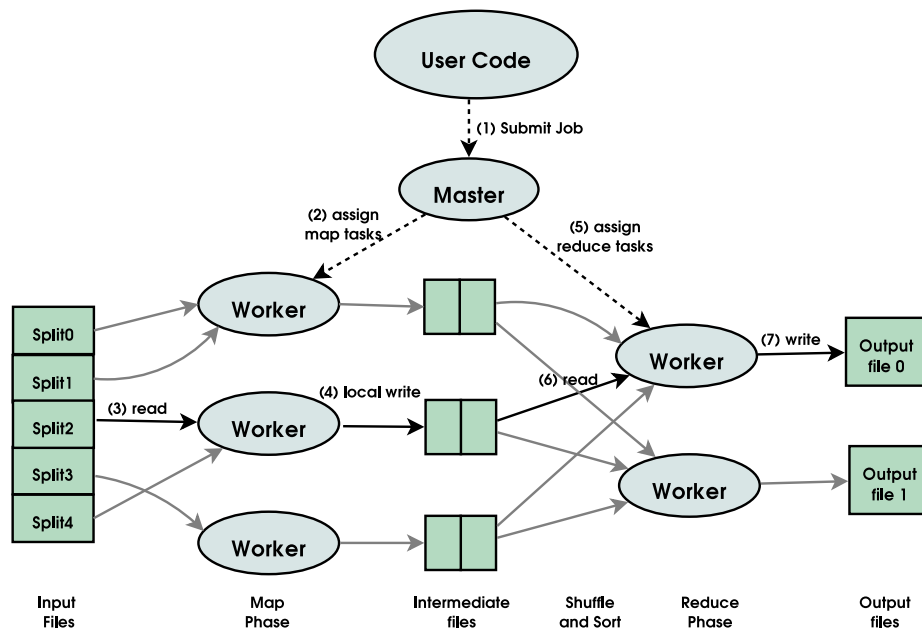 User Code
(1) Submit Job
Master
(2) assign
map tasks
(5) assign
reduce tasks
Worker
Split0
Split1
Split2
Split3
Split4
(3) read
Worker
(4) local write
Worker
(6) read
Worker
(7) write
Output
file 0
Worker
Output
file 1
Input
Files
Map
Phase
Intermediate
files
Shuffle
and Sort
Reduce
Phase
Output
files